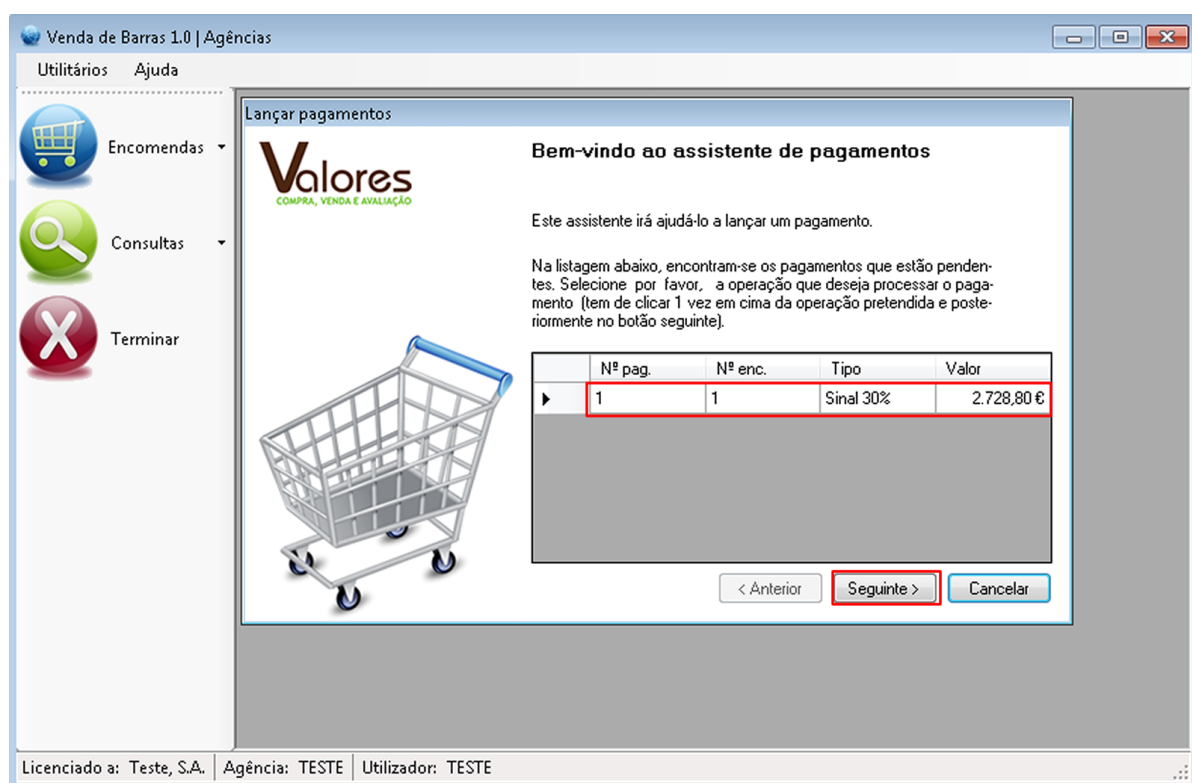 Venda de Barras 1.0 | Agências
Utilitários Ajuda
Encomendas
Consultas
Terminar
Lançar pagamentos
Valores
COMPRA, VENDA E AVALIAÇÃO
Bem-vindo ao assistente de pagamentos
Este assistente irá ajudá-lo a lançar um pagamento.
Na listagem abaixo, encontram-se os pagamentos que estão penden-
tes. Selecione por favor, a operação que deseja processar o paga-
mento (tem de clicar 1 vez em cima da operação pretendida e poste-
riormente no botão seguinte).
Nº pag. Nº enc. Tipo Valor
1 1 Sinal 30% 2.728,80 €
< Anterior Seguinte > Cancelar
Licenciado a: Teste, S.A. Agência: TESTE Utilizador: TESTE